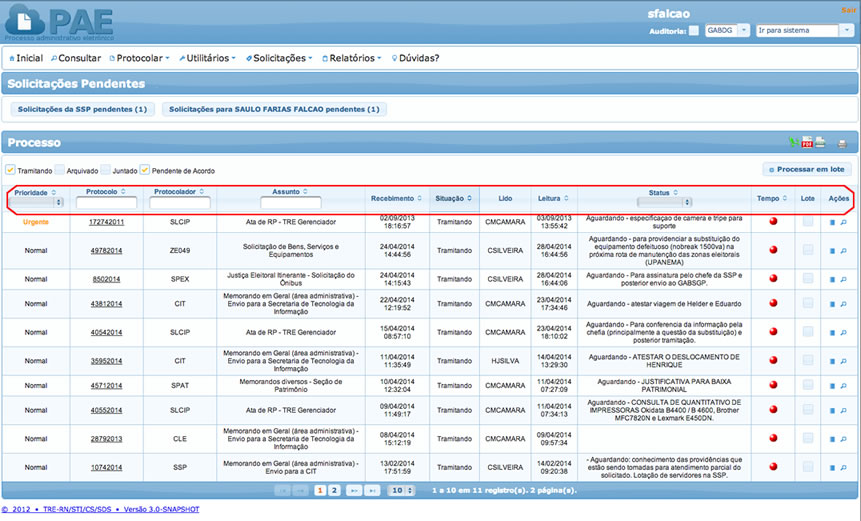 PAE
Processo administrativo eletrônico
sfalcao
Sair
Auditoria: GABDG Ir para sistema
Inicial Consultar Protocolar Utilitários Solicitações Relatórios Dúvidas?
Solicitações Pendentes
Solicitações da SSP pendentes (1) Solicitações para SAULO FARIAS FALCAO pendentes (1)
Processo
PDF
Tramitando Arquivado Juntado Pendente de Acordo
Processar em lote
Prioridade Protocolo Protocolador Assunto Recebimento Situação Lido Leitura Status Tempo Lote Ações
Urgente 172742011 SLCIP Ata de RP - TRE Gerenciador 02/09/2013 18:16:57 Tramitando CMCAMARA 03/09/2013 13:55:42 Aguardando - especificaçao de camera e tripe para suporte
Normal 49782014 ZE049 Solicitação de Bens, Serviços e Equipamentos 24/04/2014 14:44:56 Tramitando CSILVEIRA 28/04/2014 16:44:56 Aguardando - para providenciar a substituição do equipamento defeituoso (nobreak 1500va) na próxima rota de manutenção das zonas eleitorais (UPANEMA)
Normal 8502014 SPEX Justiça Eleitoral Itinerante - Solicitação do Ônibus 24/04/2014 14:15:43 Tramitando CSILVEIRA 28/04/2014 16:44:06 Aguardando - Para assinatura pelo chefe da SSP e posterior envio ao GABSGP.
Normal 43812014 CIT Memorando em Geral (área administrativa) - Envio para a Secretaria de Tecnologia da Informação 22/04/2014 12:19:52 Tramitando CMCAMARA 23/04/2014 17:34:46 Aguardando - atestar viagem de Helder e Eduardo
Normal 40542014 SLCIP Ata de RP - TRE Gerenciador 15/04/2014 08:57:10 Tramitando CMCAMARA 23/04/2014 18:10:02 Aguardando - Para conferencia da informação pela chefia (principalmente a questão da substituição) e posterior tramitação.
Normal 35952014 CIT Memorando em Geral (área administrativa) - Envio para a Secretaria de Tecnologia da Informação 11/04/2014 11:35:49 Tramitando HJSILVA 14/04/2014 13:29:30 Aguardando - ATESTAR O DESLOCAMENTO DE HENRIQUE
Normal 45712014 SPAT Memorandos diversos - Seção de Patrimônio 10/04/2014 12:32:04 Tramitando CMCAMARA 11/04/2014 07:27:09 Aguardando - JUSTIFICATIVA PARA BAIXA PATRIMONIAL
Normal 40552014 SLCIP Ata de RP - TRE Gerenciador 09/04/2014 11:49:17 Tramitando CMCAMARA 11/04/2014 07:34:13 Aguardando - CONSULTA DE QUANTITATIVO DE IMPRESSORAS Okidata B4400 / B 4600, Brother MFC7820N e Lexmark E450DN.
Normal 28792013 CLE Memorando em Geral (área administrativa) - Envio para a Secretaria de Tecnologia da Informação 08/04/2014 15:12:19 Tramitando CMCAMARA 09/04/2014 09:57:34
Normal 10742014 SSP Memorando em Geral (área administrativa) - Envio para a CIT 13/02/2014 17:51:59 Tramitando CSILVEIRA 14/02/2014 09:20:38 - Aguardando: conhecimento das providências que estão sendo tomadas para atendimento parcial do solicitado. Lotação de servidores na SSP.
1 2 10 1 a 10 em 11 registro(s). 2 página(s).
© 2012 • TRE-RN/STI/CS/SDS • Versão 3.0-SNAPSHOT